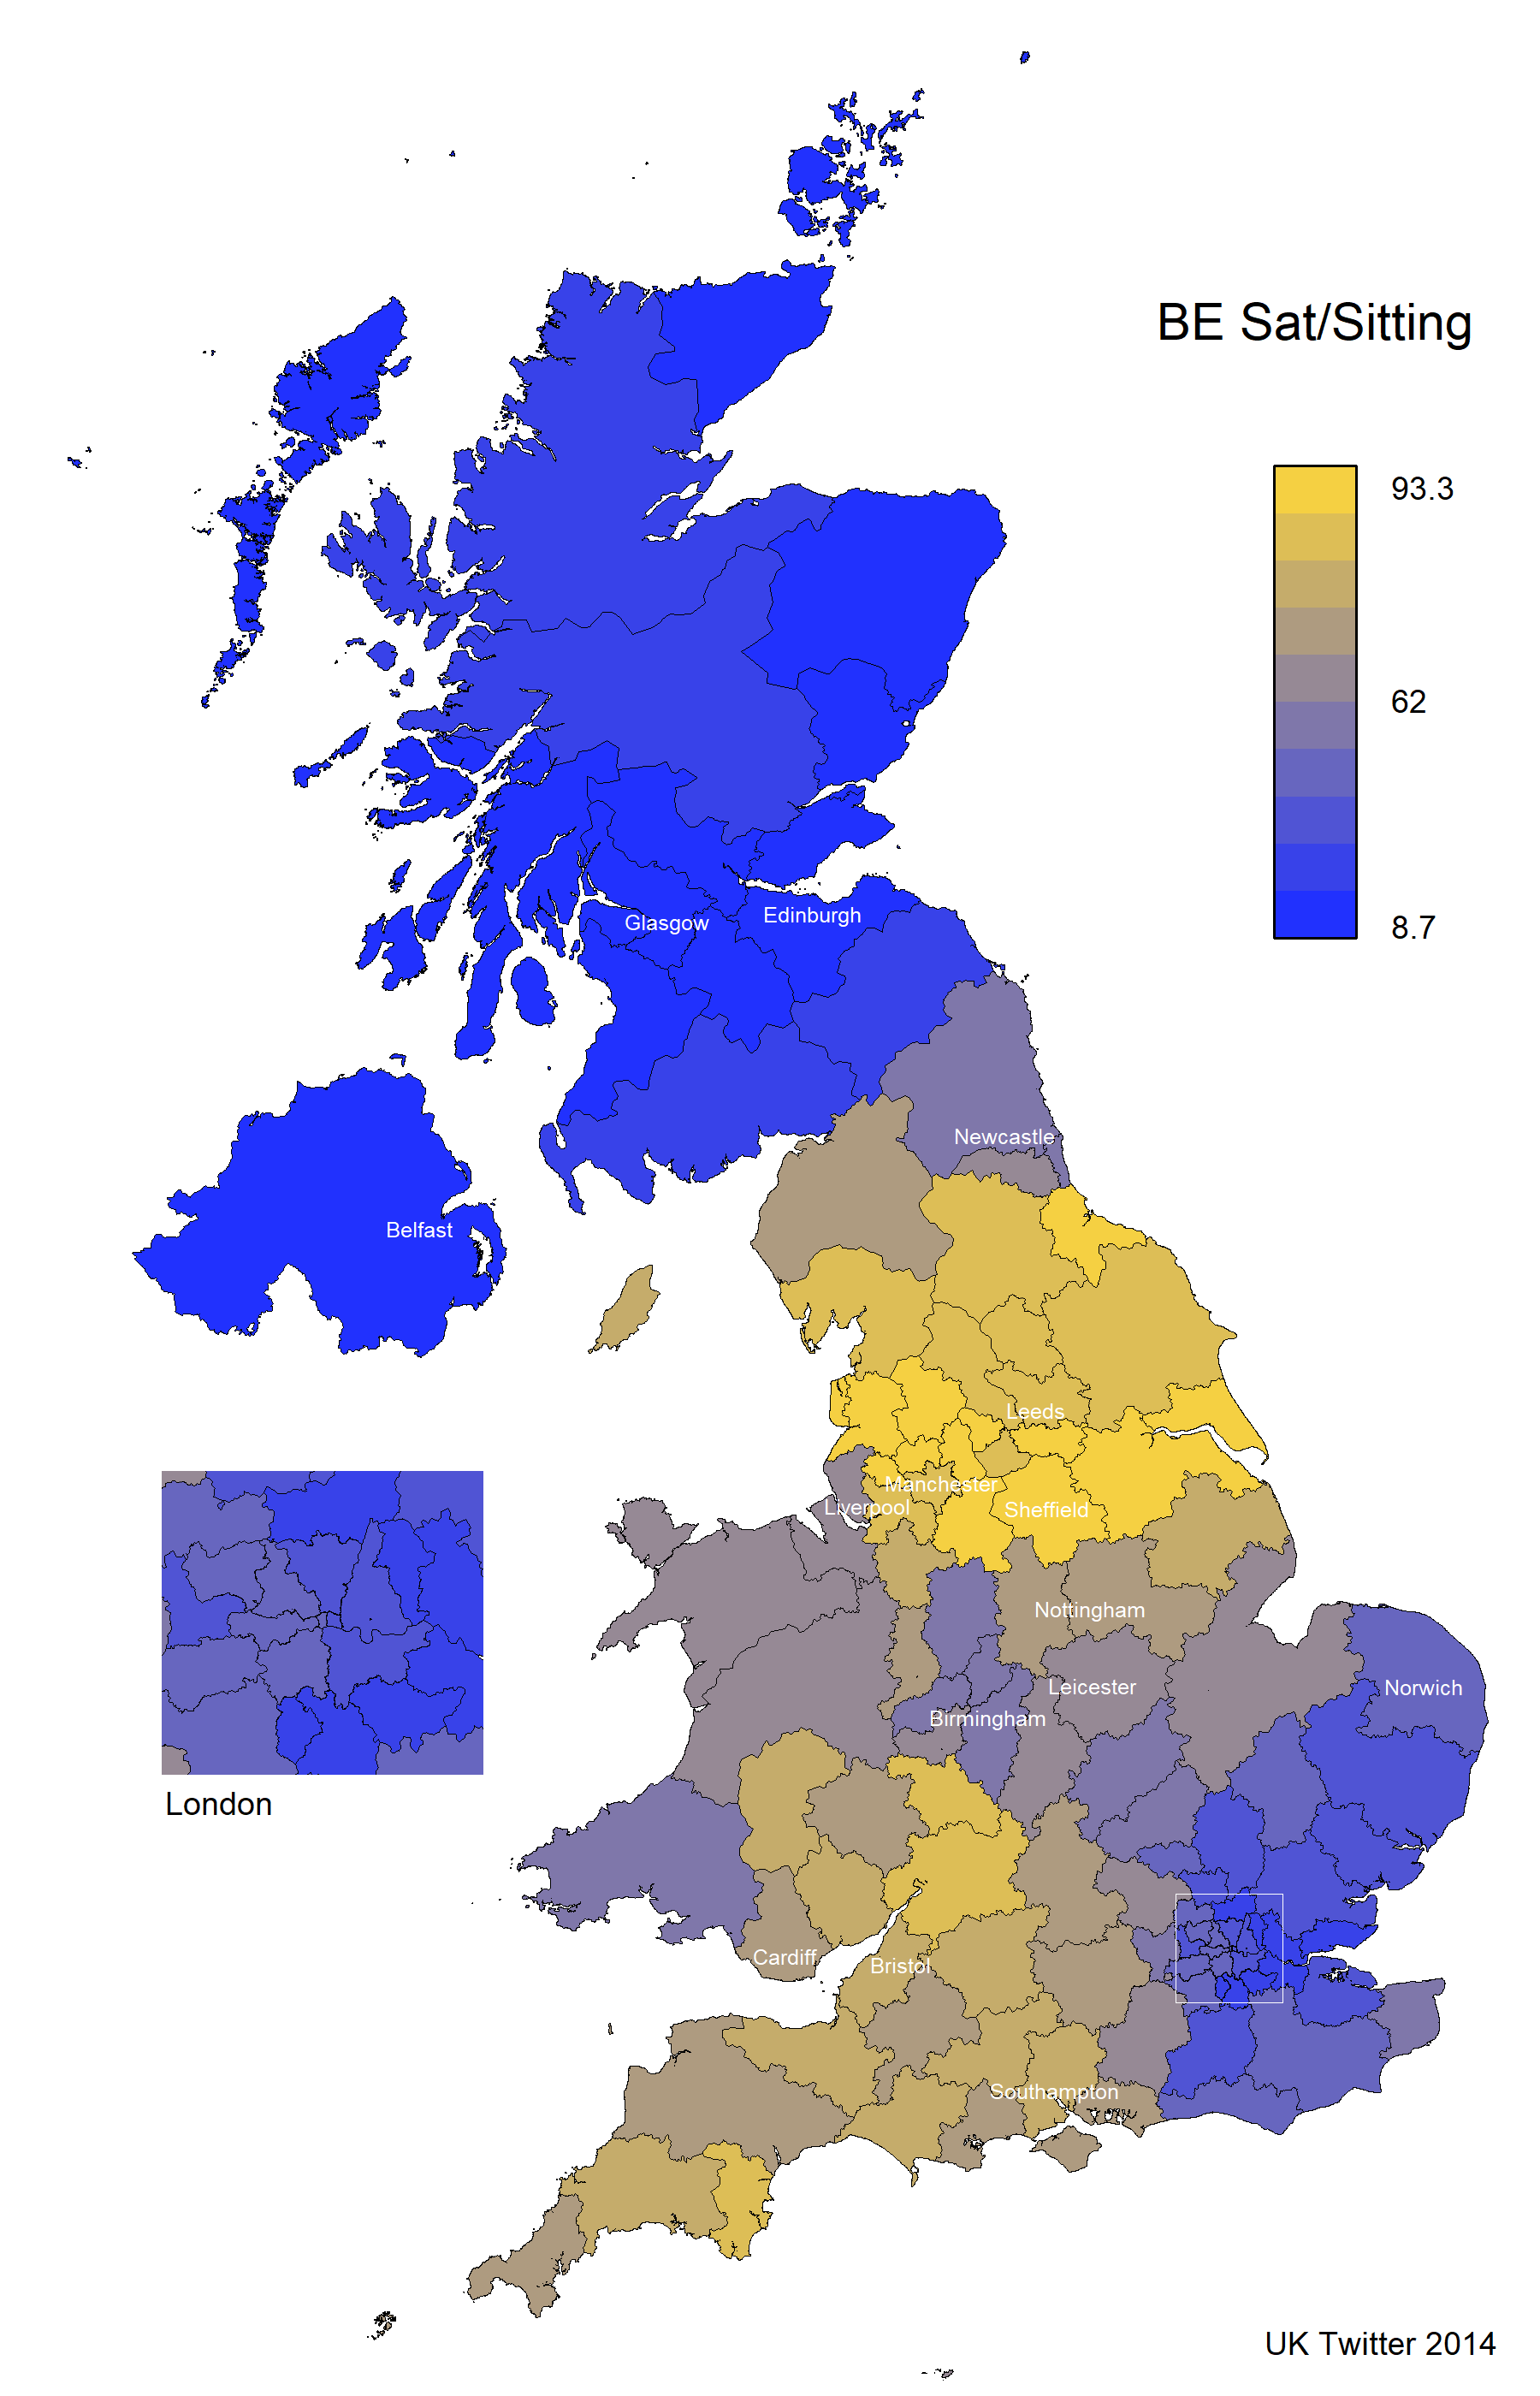 BE Sat/Sitting
93.3
62
8.7
Glasgow
Edinburgh
Newcastle
Belfast
Leeds
Manchester
Liverpool
Sheffield
Nottingham
Leicester
Norwich
Birmingham
London
Cardiff
Bristol
Southampton
UK Twitter 2014